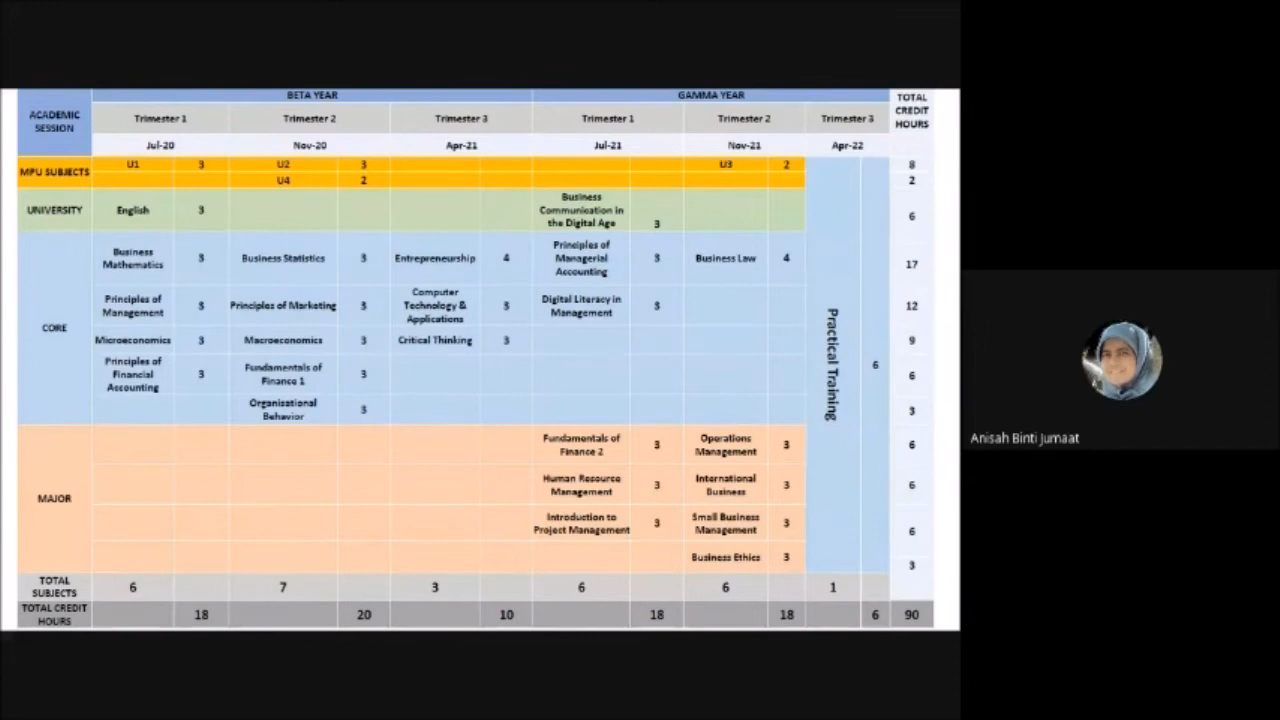 BETA YEAR GAMMA YEAR TOTAL CREDIT HOURS
ACADEMIC SESSION Trimester 1 Trimester 2 Trimester 3 Trimester 1 Trimester 2 Trimester 3
Jul-20 Nov-20 Apr-21 Jul-21 Nov-21 Apr-22
MPU SUBJECTS U1 3 U2 3 U3 2 8
U4 2 2
UNIVERSITY English 3 Business Communication in the Digital Age 3 6
CORE Business Mathematics 3 Business Statistics 3 Entrepreneurship 4 Principles of Managerial Accounting 3 Business Law 4 17
Principles of Management 3 Principles of Marketing 3 Computer Technology & Applications 3 Digital Literacy in Management 3 12
Microeconomics 3 Macroeconomics 3 Critical Thinking 3 9
Principles of Financial Accounting 3 Fundamentals of Finance 1 3 6
Organisational Behavior 3 3
Practical Training 6
MAJOR Fundamentals of Finance 2 3 Operations Management 3 6
Human Resource Management 3 International Business 3 6
Introduction to Project Management 3 Small Business Management 3 6
Business Ethics 3 3
TOTAL SUBJECTS 6 7 3 6 6 1
TOTAL CREDIT HOURS 18 20 10 18 18 6 90
Anisah Binti Jumaat